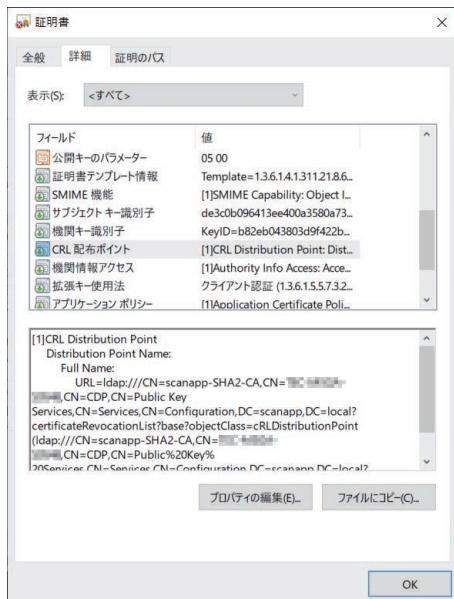 証明書
全般 詳細 証明のパス
表示(S): <すべて>
フィールド 値
公開キーのパラメーター 05 00
証明書テンプレート情報 Template=1.3.6.1.4.1.311.21.8.6...
SMIME 機能 [1]SMIME Capability: Object I...
サブジェクト キー識別子 de3c0b096413ee400a3580a73...
機関キー識別子 KeyID=b82eb043803d9f422b...
CRL 配布ポイント [1]CRL Distribution Point: Dist...
機関情報アクセス [1]Authority Info Access: Acce...
拡張キー使用法 クライアント認証 (1.3.6.1.5.5.7.3.2...
アプリケーション ポリシー [1]Application Certificate Poli...
[1]CRL Distribution Point
Distribution Point Name:
Full Name:
URL=ldap:///CN=scanapp-SHA2-CA,CN=
,CN=CDP,CN=Public Key
Services,CN=Services,CN=Configuration,DC=scanapp,DC=local?
certificateRevocationList?base?objectClass=cRLDistributionPoint
(ldap:///CN=scanapp-SHA2-CA,CN=
,CN=CDP,CN=Public%20Key%
20Services,CN=Services,CN=Configuration,DC=scanapp,DC=local?
プロパティの編集(E)... ファイルにコピー(C)...
OK